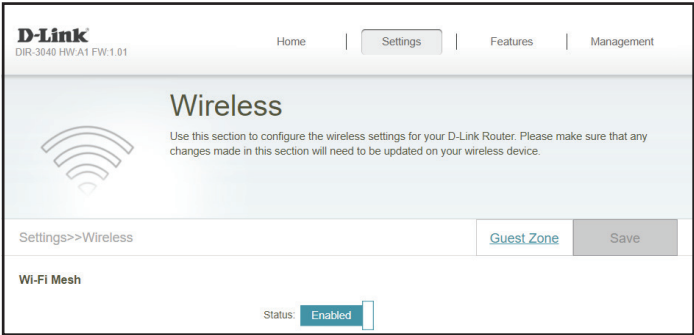 D-Link
DIR-3040 HW:A1 FW:1.01
Home | Settings | Features | Management
Wireless
Use this section to configure the wireless settings for your D-Link Router. Please make sure that any
changes made in this section will need to be updated on your wireless device.
Settings>>Wireless Guest Zone Save
Wi-Fi Mesh
Status: Enabled